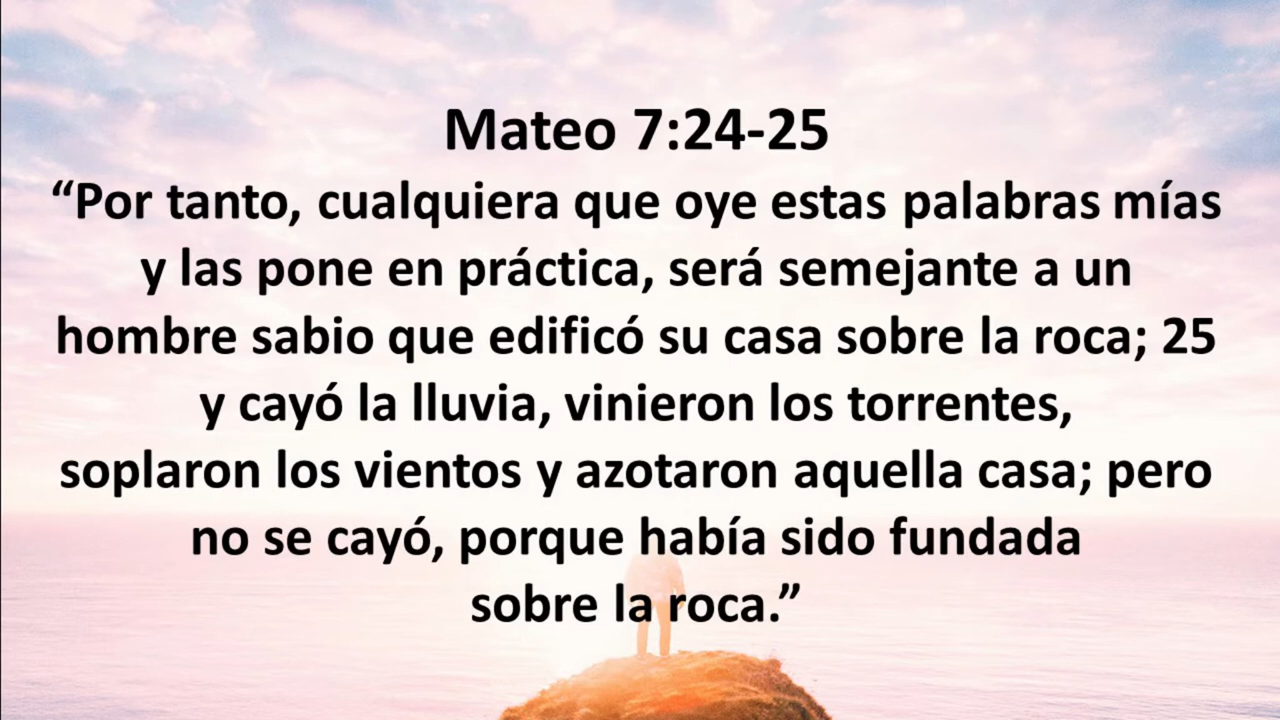 Mateo 7:24-25
“Por tanto, cualquiera que oye estas palabras mías
y las pone en práctica, será semejante a un
hombre sabio que edificó su casa sobre la roca; 25
y cayó la lluvia, vinieron los torrentes,
soplaron los vientos y azotaron aquella casa; pero
no se cayó, porque había sido fundada
sobre la roca.”